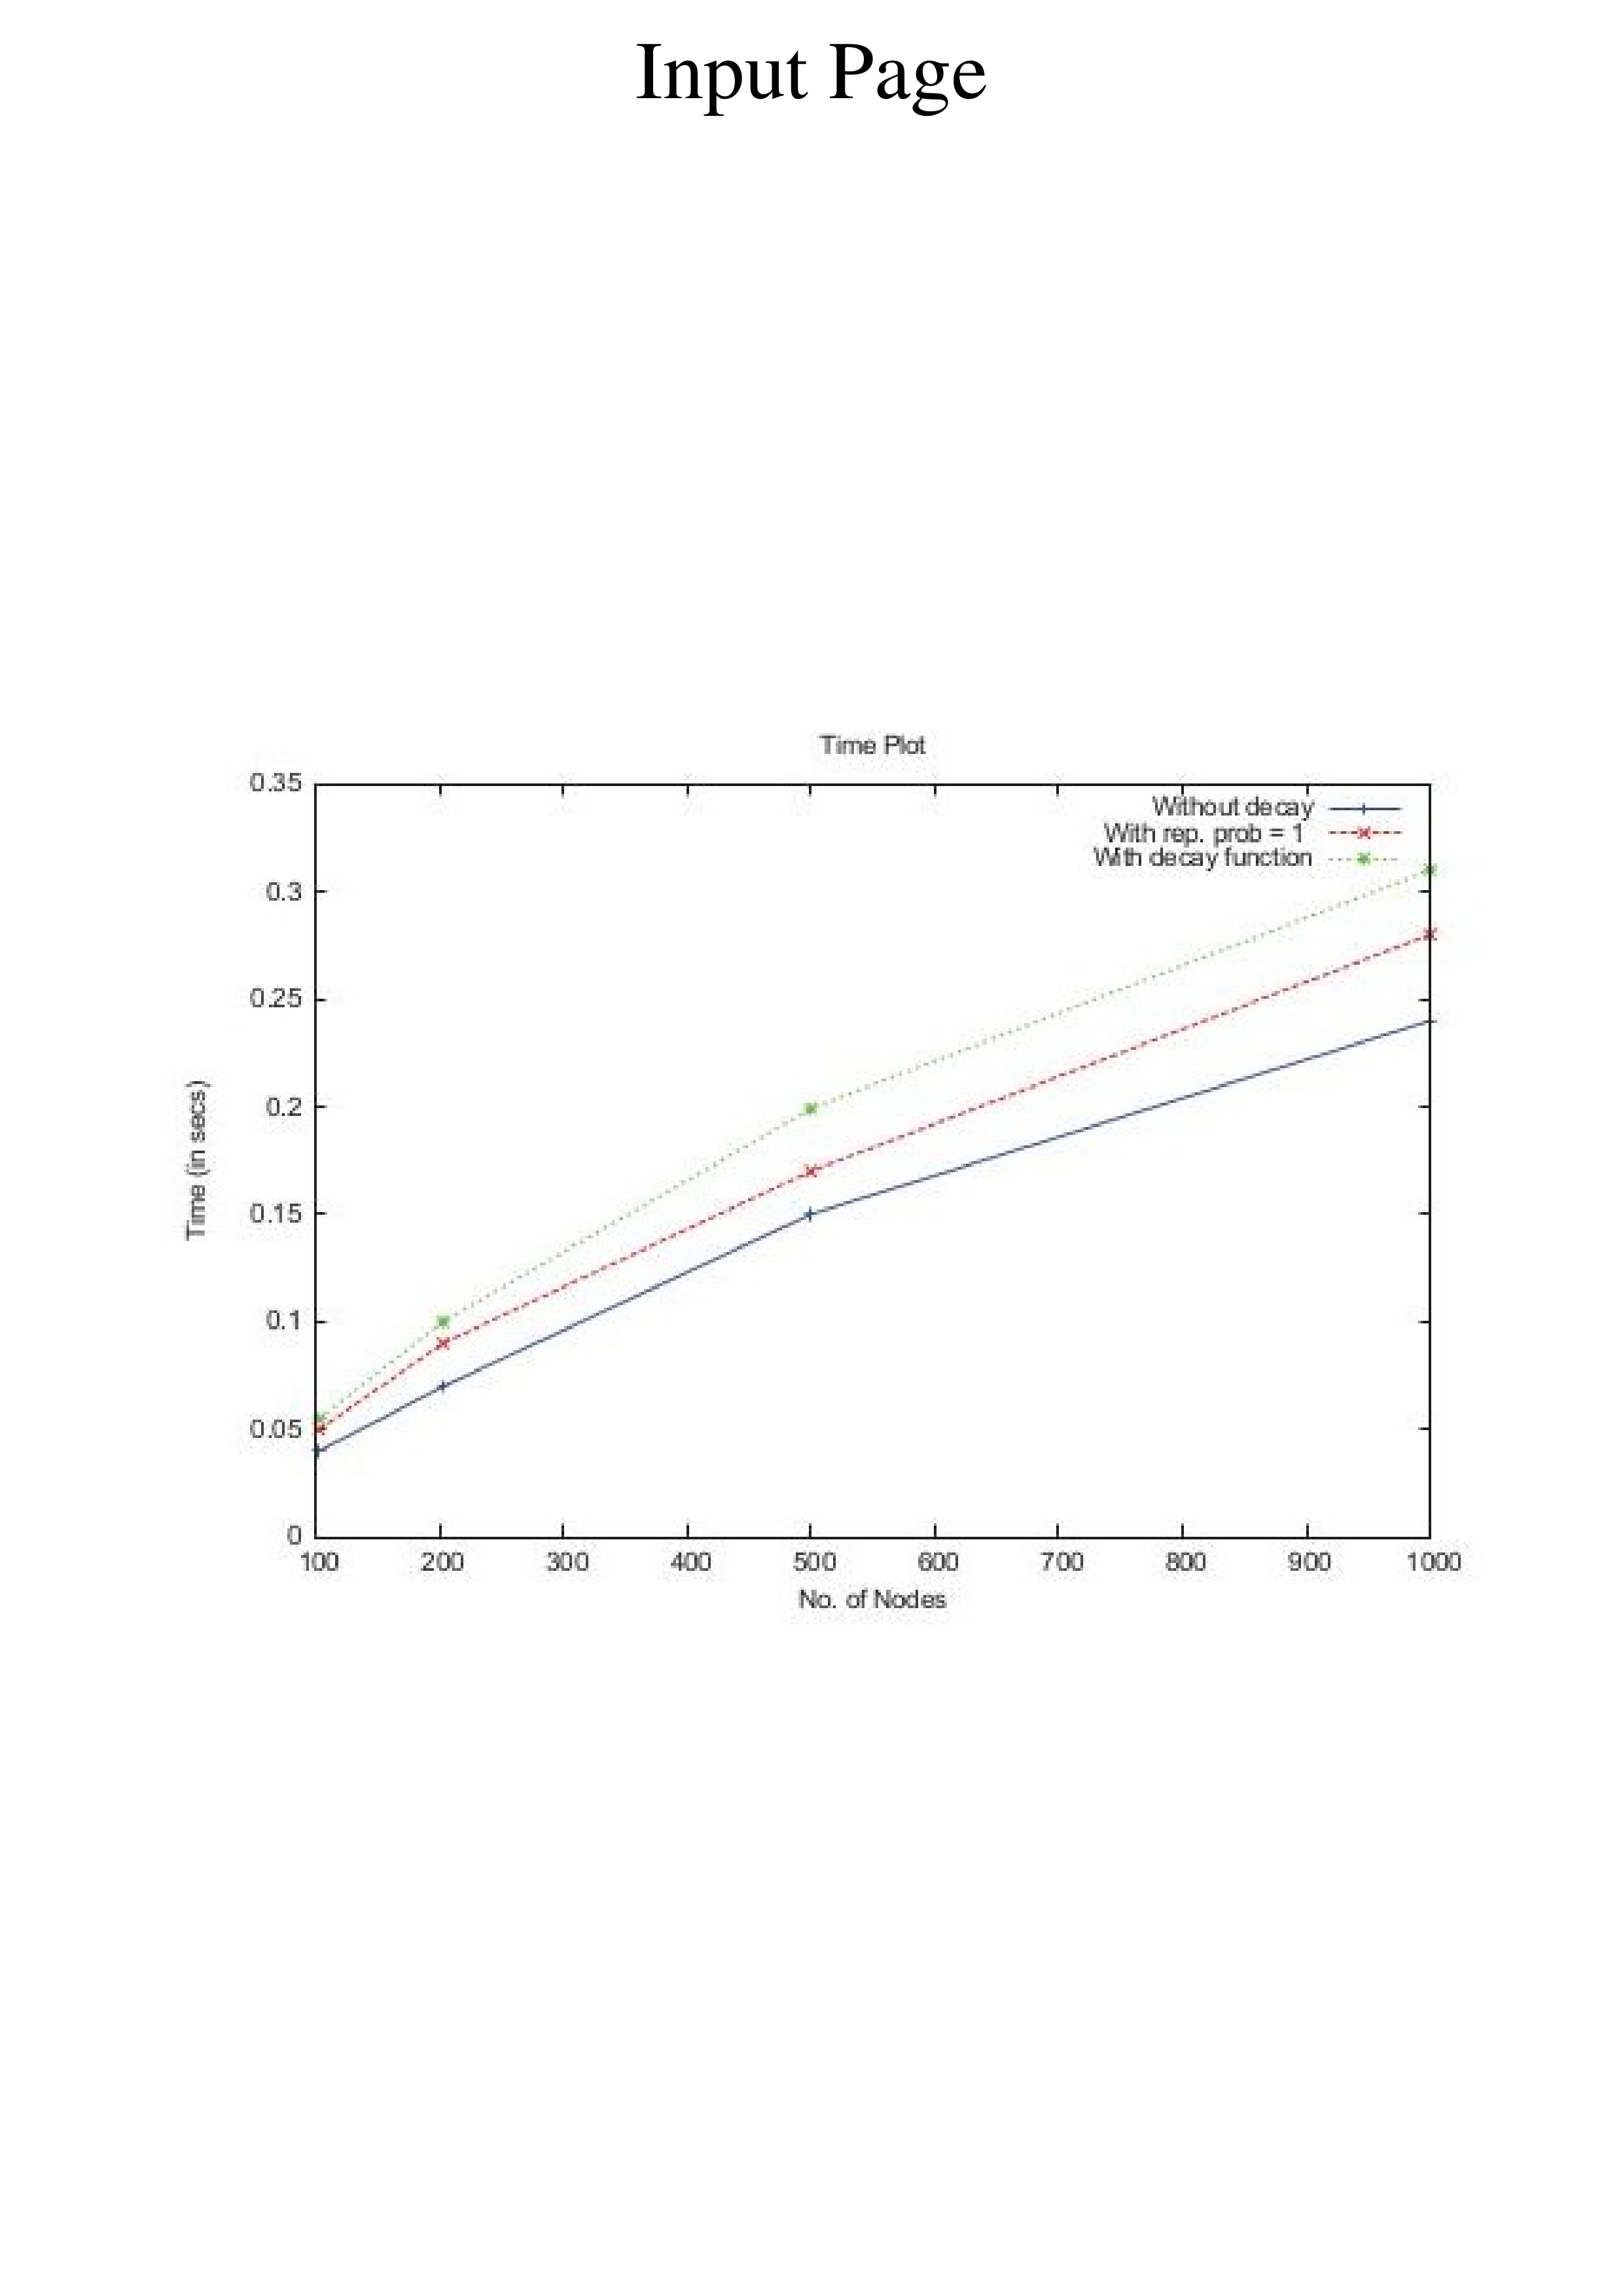 Input Page
Time Plot
0.35
0.3
0.25
0.2
0.15
0.1
0.05
0
Time (in secs)
Without decay
With rep. prob = 1
With decay function
100 200 300 400 500 600 700 800 900 1000
No. of Nodes